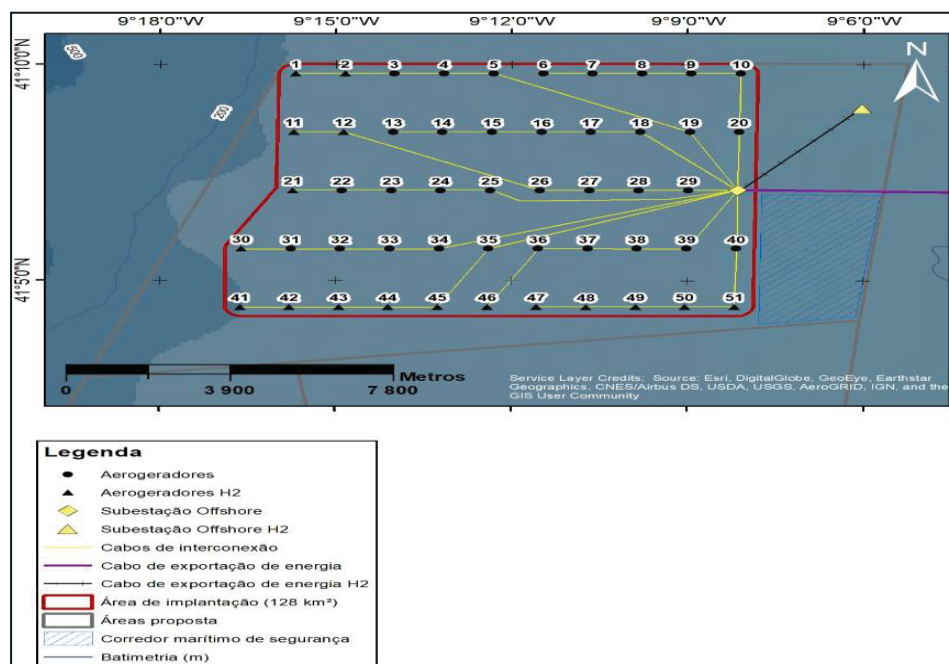 9°18'0"W 9°15'0"W 9°12'0"W 9°9'0"W 9°6'0"W
41°10'0"N
41°5'0"N
500
200
N
1 2 3 4 5 6 7 8 9 10
11 12 13 14 15 16 17 18 19 20
21 22 23 24 25 26 27 28 29
30 31 32 33 34 35 36 37 38 39 40
41 42 43 44 45 46 47 48 49 50 51
Metros
0 3 900 7 800
Service Layer Credits: Source: Esri, DigitalGlobe, GeoEye, Earthstar
Geographics, CNES/Airbus DS, USDA, USGS, AeroGRID, IGN, and the
GIS User Community
Legenda
Aerogeradores
Aerogeradores H2
Subestação Offshore
Subestação Offshore H2
Cabos de interconexão
Cabo de exportação de energia
Cabo de exportação de energia H2
Área de implantação (128 km²)
Áreas proposta
Corredor marítimo de segurança
Batimetria (m)